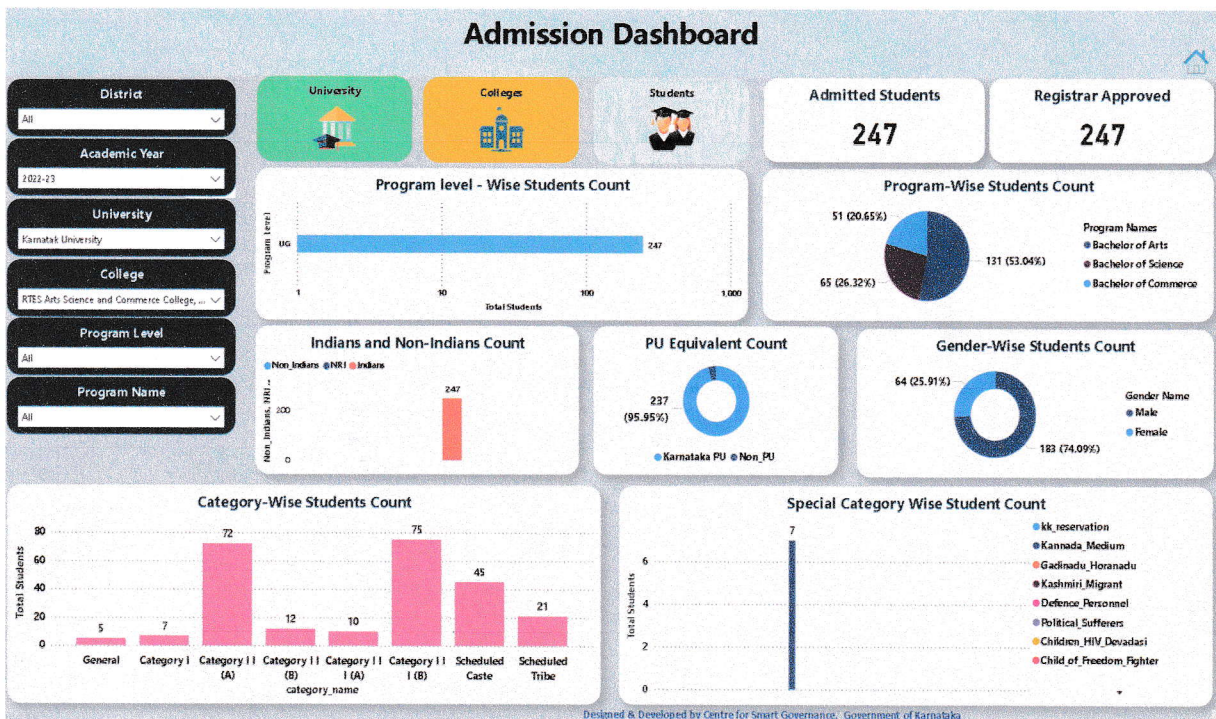 Admission Dashboard
District
All
Academic Year
2022-23
University
Karnatak University
College
RTES Arts Science and Commerce College, ...
Program Level
All
Program Name
All
University
Colleges
Students
Admitted Students
247
Registrar Approved
247
Program level - Wise Students Count
Program Level
UG
247
1
10
100
1,000
Total Students
Program-Wise Students Count
51 (20.65%)
65 (26.32%)
131 (53.04%)
Program Names
Bachelor of Arts
Bachelor of Science
Bachelor of Commerce
Indians and Non-Indians Count
Non_Indians NRI Indians
Non_Indians, NRI ..
247
200
0
PU Equivalent Count
237
(95.95%)
Karnataka PU Non_PU
Gender-Wise Students Count
64 (25.91%)
183 (74.09%)
Gender Name
Male
Female
Category-Wise Students Count
Total Students
80
60
40
20
0
5
7
72
12
10
75
45
21
General
Category I
Category I I
(A)
Category I I
(B)
Category I I
I (A)
Category I I
I (B)
Scheduled
Caste
Scheduled
Tribe
category_name
Special Category Wise Student Count
Total Students
6
4
2
0
7
kk_reservation
Kannada_Medium
Gadinadu_Horanadu
Kashmiri_Migrant
Defence_Personnel
Political_Sufferers
Children_HIV_Devadasi
Child_of_Freedom_Fighter
Designed & Developed by Centre for Smart Governance, Government of Karnataka